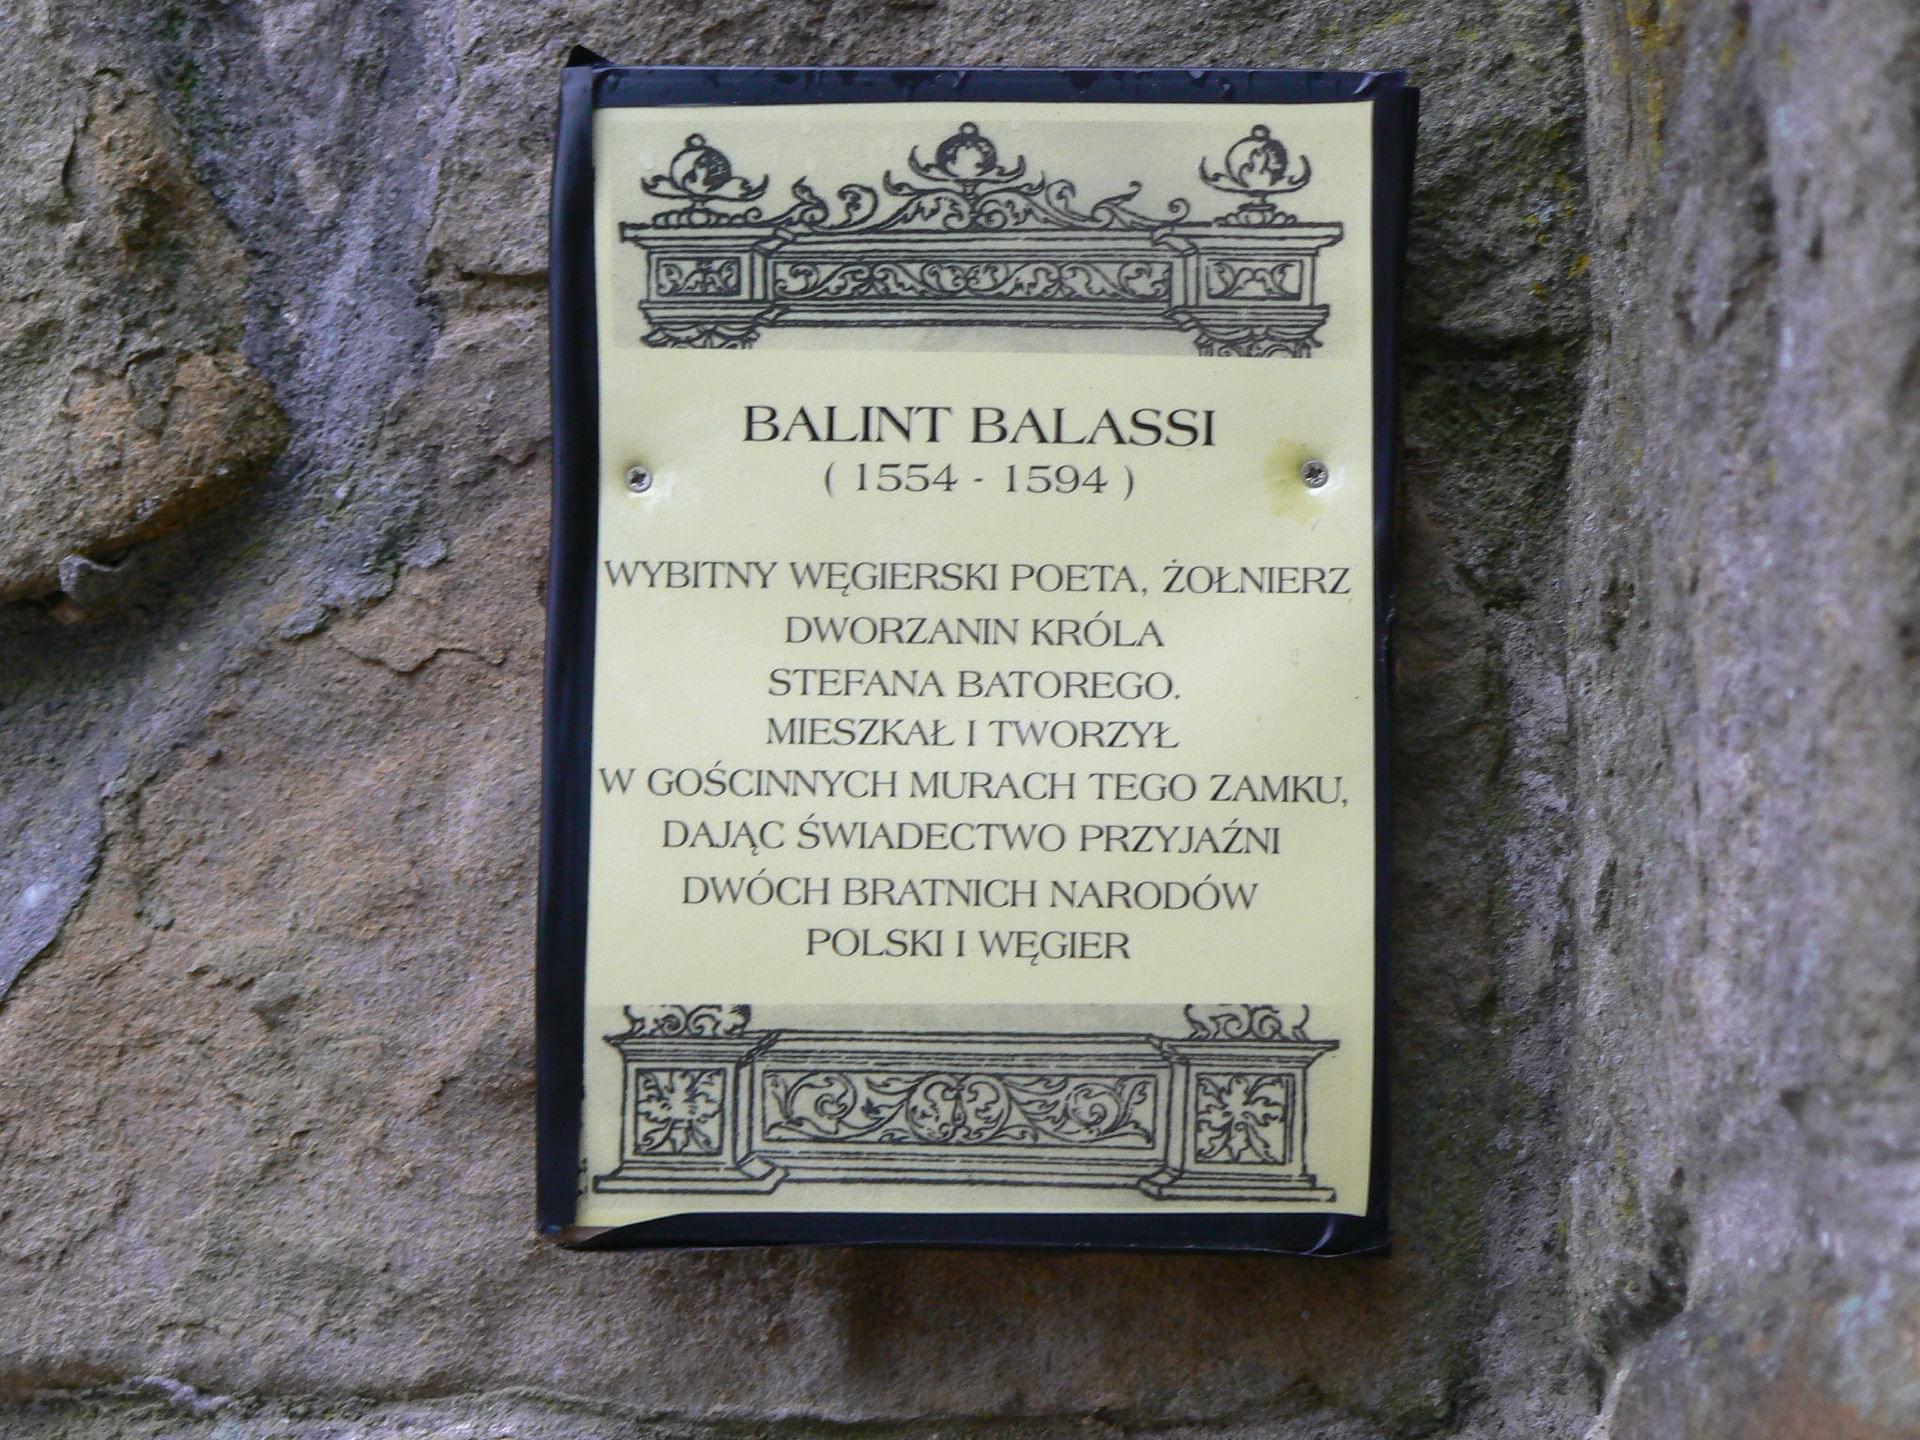 BALINT BALASSI
( 1554 - 1594 )
WYBITNY WĘGIERSKI POETA, ŻOŁNIERZ
DWORZANIN KRÓLA
STEFANA BATOREGO.
MIESZKAŁ I TWORZYŁ
W GOŚCINNYCH MURACH TEGO ZAMKU,
DAJĄC ŚWIADECTWO PRZYJAŹNI
DWÓCH BRATNICH NARODÓW
POLSKI I WĘGIER